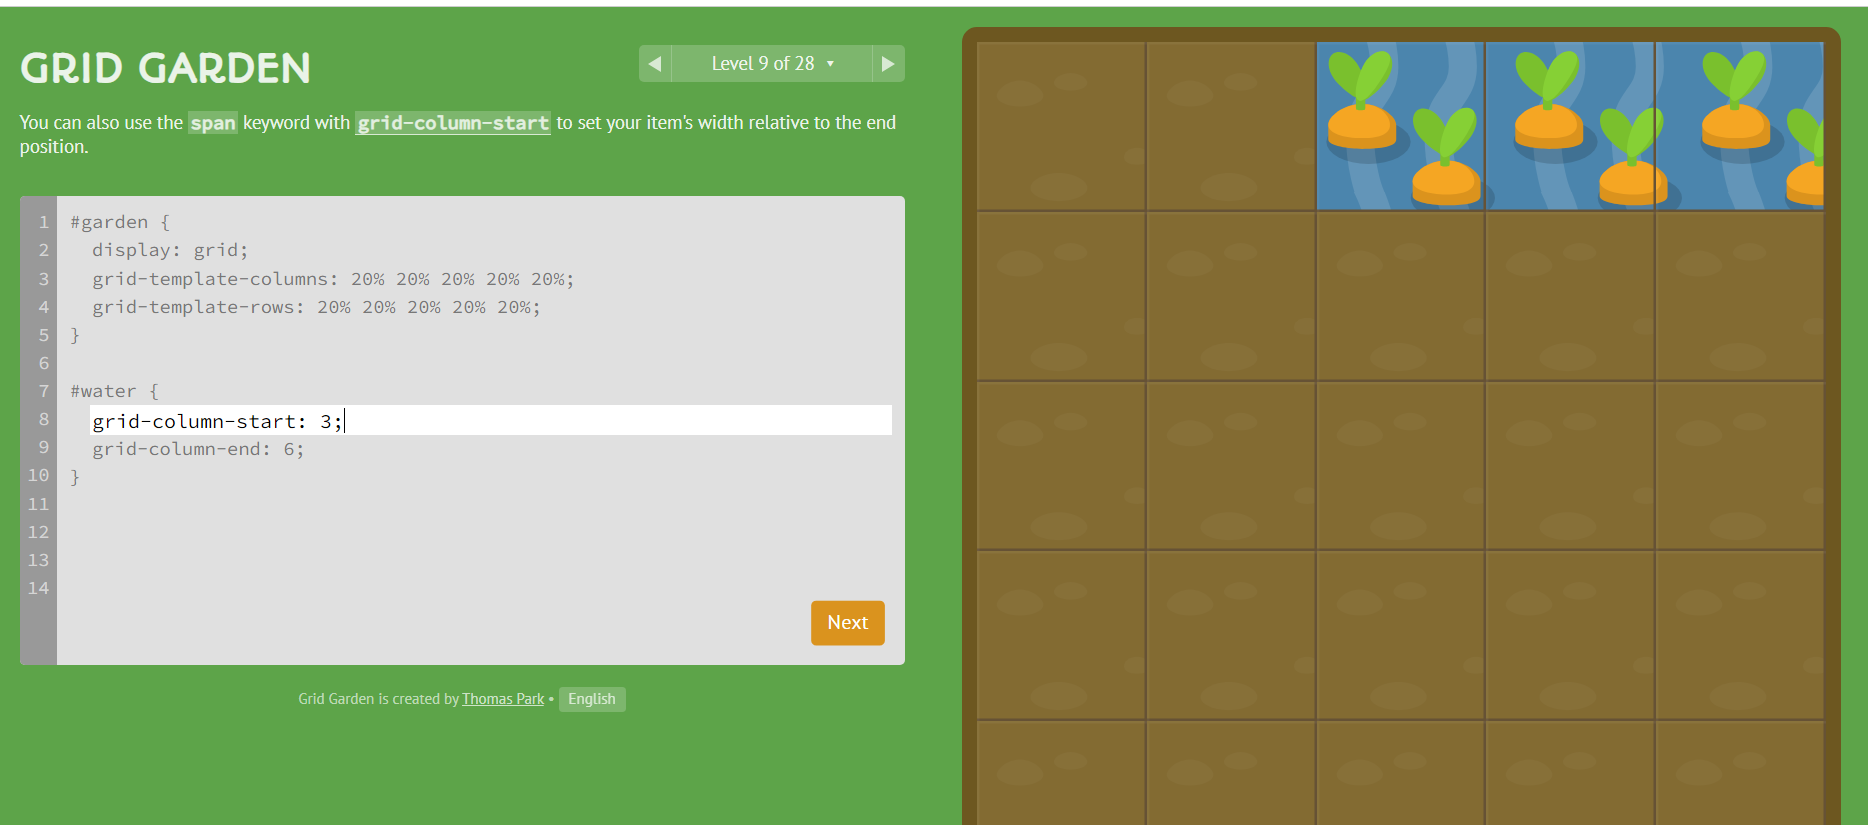 GRID GARDEN
Level 9 of 28
You can also use the span keyword with grid-column-start to set your item's width relative to the end
position.
1 #garden {
2 display: grid;
3 grid-template-columns: 20% 20% 20% 20% 20%;
4 grid-template-rows: 20% 20% 20% 20% 20%;
5 }
6
7 #water {
8 grid-column-start: 3;
9 grid-column-end: 6;
10 }
11
12
13
14
Next
Grid Garden is created by Thomas Park • English